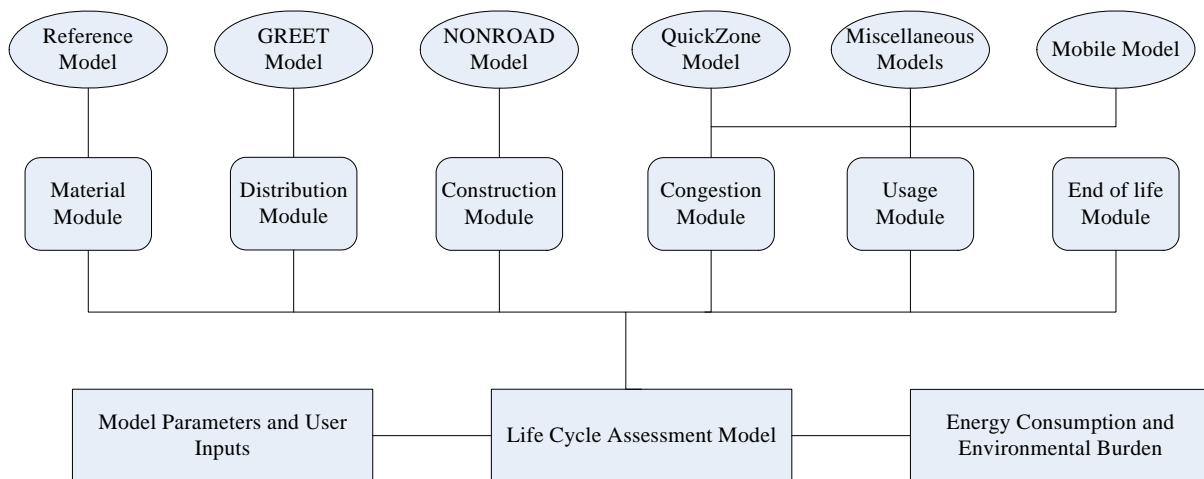 Reference
Model
GREET
Model
NONROAD
Model
QuickZone
Model
Miscellaneous
Models
Mobile Model
Material
Module
Distribution
Module
Construction
Module
Congestion
Module
Usage
Module
End of life
Module
Model Parameters and User
Inputs
Life Cycle Assessment Model
Energy Consumption and
Environmental Burden